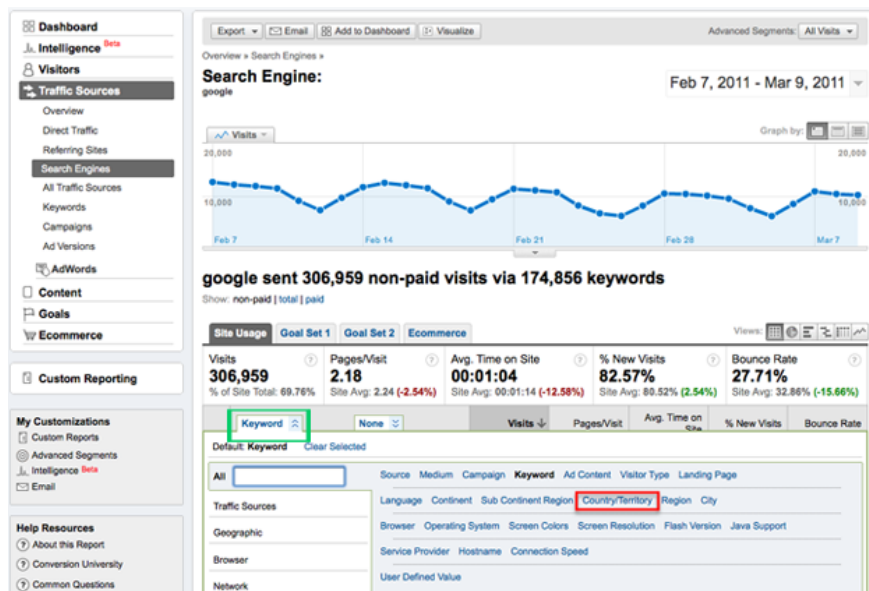 Dashboard
Intelligence Beta
Visitors
Traffic Sources
Overview
Direct Traffic
Referring Sites
Search Engines
All Traffic Sources
Keywords
Campaigns
Ad Versions
AdWords
Content
Goals
Ecommerce
Custom Reporting
My Customizations
Custom Reports
Advanced Segments
Intelligence Beta
Email
Help Resources
About this Report
Conversion University
Common Questions
Export Email Add to Dashboard Visualize
Advanced Segments: All Visits
Overview » Search Engines »
Search Engine:
google
Feb 7, 2011 - Mar 9, 2011
Visits
Graph by:
20,000 20,000
10,000 10,000
Feb 7 Feb 14 Feb 21 Feb 28 Mar 7
google sent 306,959 non-paid visits via 174,856 keywords
Show: non-paid | total | paid
Site Usage Goal Set 1 Goal Set 2 Ecommerce
Views:
Visits ? Pages/Visit ? Avg. Time on Site ? % New Visits ? Bounce Rate ?
306,959 2.18 00:01:04 82.57% 27.71%
% of Site Total: 69.76% Site Avg: 2.24 (-2.54%) Site Avg: 00:01:14 (-12.58%) Site Avg: 80.52% (2.54%) Site Avg: 32.86% (-15.66%)
Keyword None Visits ↓ Pages/Visit Avg. Time on Site % New Visits Bounce Rate
Default: Keyword Clear Selected
All
Traffic Sources
Geographic
Browser
Network
Source Medium Campaign Keyword Ad Content Visitor Type Landing Page
Language Continent Sub Continent Region Country/Territory Region City
Browser Operating System Screen Colors Screen Resolution Flash Version Java Support
Service Provider Hostname Connection Speed
User Defined Value